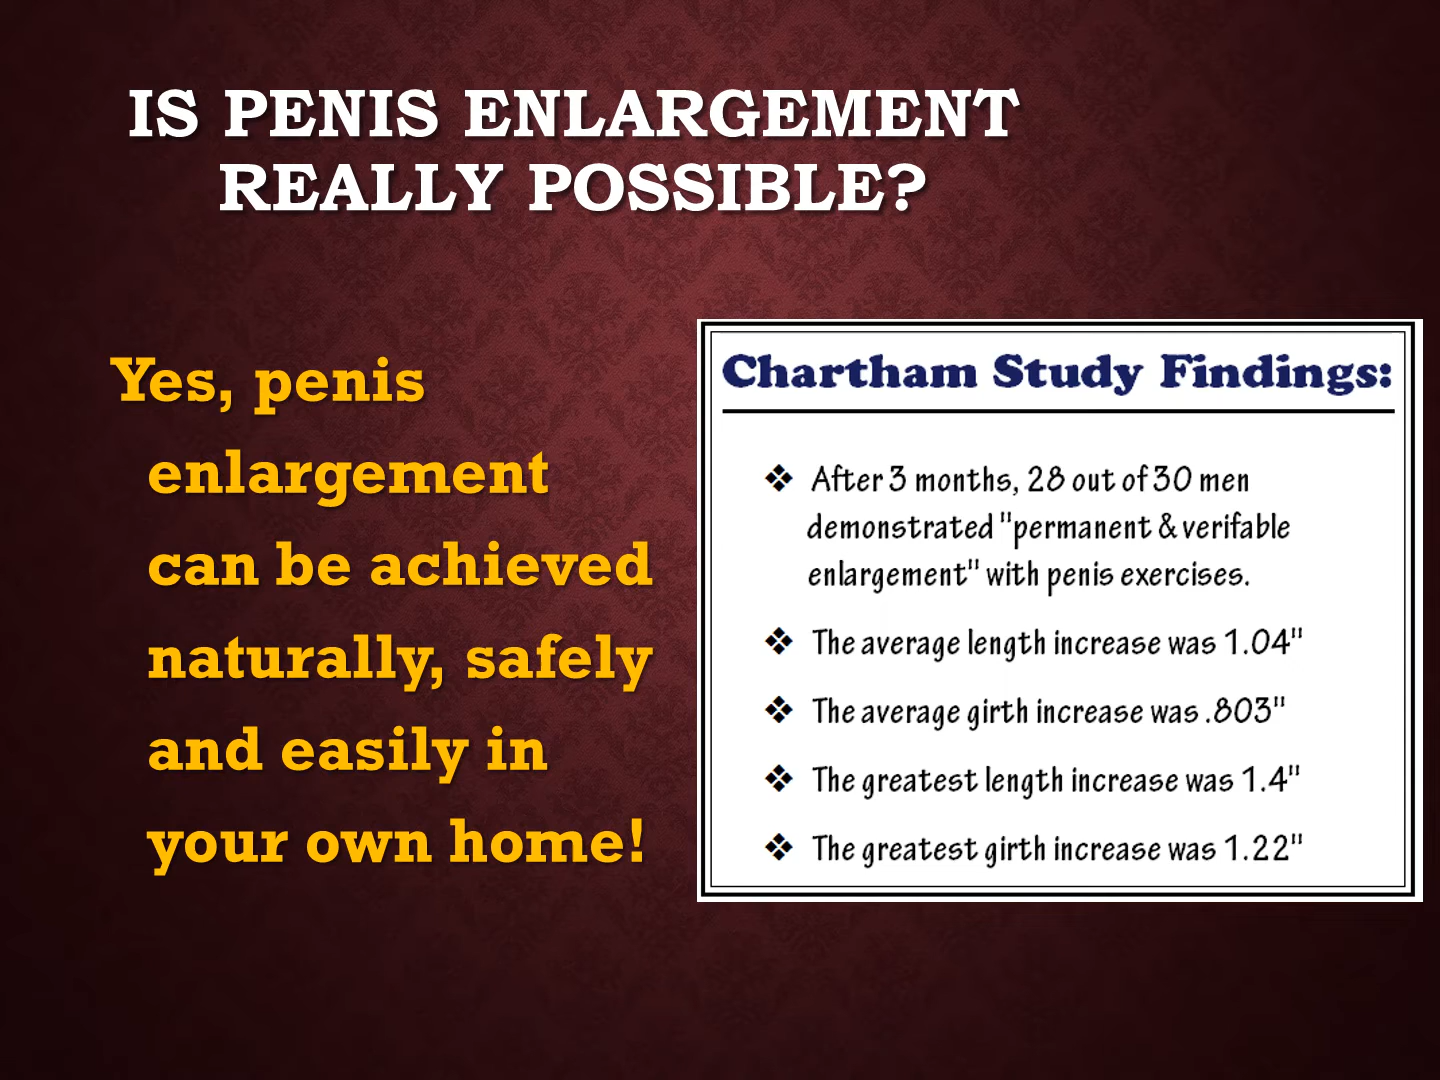 IS PENIS ENLARGEMENT
REALLY POSSIBLE?
Yes, penis
enlargement
can be achieved
naturally, safely
and easily in
your own home!
Chartham Study Findings:
❖ After 3 months, 28 out of 30 men
demonstrated "permanent & verifable
enlargement" with penis exercises.
❖ The average length increase was 1.04"
❖ The average girth increase was .803"
❖ The greatest length increase was 1.4"
❖ The greatest girth increase was 1.22"